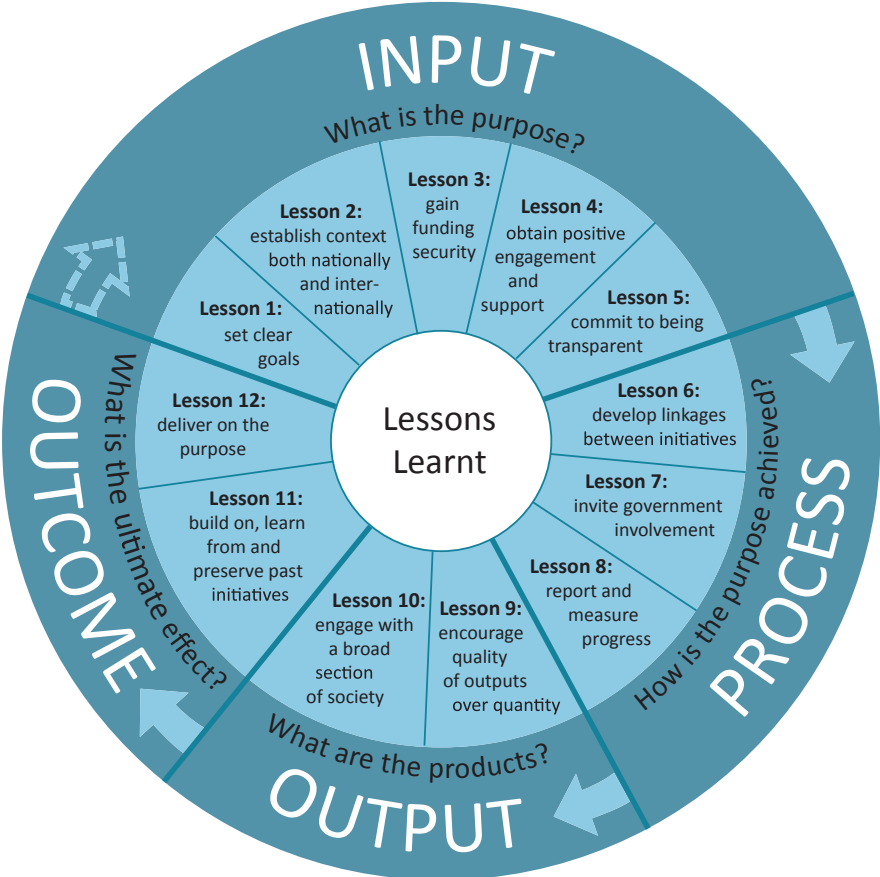 INPUT
What is the purpose?
Lesson 1:
set clear
goals
Lesson 2:
establish context
both nationally
and inter-
nationally
Lesson 3:
gain
funding
security
Lesson 4:
obtain positive
engagement
and
support
Lesson 5:
commit to being
transparent
PROCESS
How is the purpose achieved?
Lesson 6:
develop linkages
between initiatives
Lesson 7:
invite government
involvement
Lesson 8:
report and
measure
progress
OUTPUT
What are the products?
Lesson 9:
encourage
quality
of outputs
over quantity
Lesson 10:
engage with
a broad
section
of society
OUTCOME
What is the ultimate effect?
Lesson 11:
build on, learn
from and
preserve past
initiatives
Lesson 12:
deliver on the
purpose
Lessons
Learnt